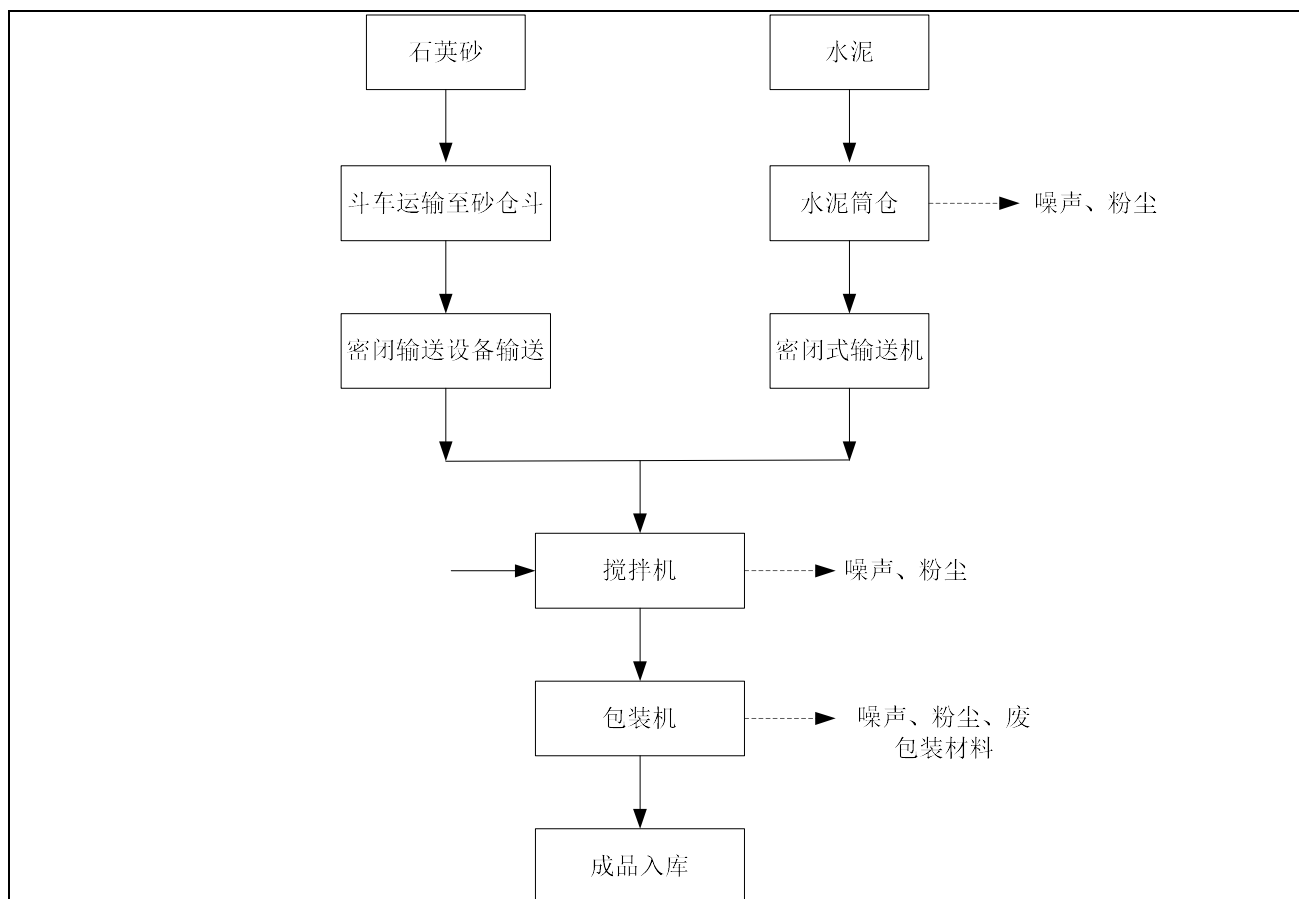 石英砂
水泥
斗车运输至砂仓斗
水泥筒仓
噪声、粉尘
密闭输送设备输送
密闭式输送机
搅拌机
噪声、粉尘
包装机
噪声、粉尘、废
包装材料
成品入库